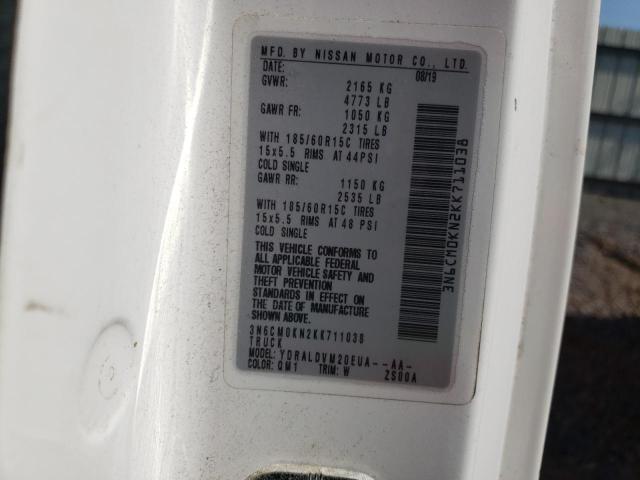 MFD. BY NISSAN MOTOR CO., LTD.
DATE: 08/19
GVWR: 2165 KG
4773 LB
GAWR FR: 1050 KG
2315 LB
WITH 185/60R15C TIRES
15x5.5 RIMS AT 44PSI
COLD SINGLE
GAWR RR: 1150 KG
2535 LB
WITH 185/60R15C TIRES
15x5.5 RIMS AT 48 PSI
COLD SINGLE
THIS VEHICLE CONFORMS TO
ALL APPLICABLE FEDERAL
MOTOR VEHICLE SAFETY AND
THEFT PREVENTION
STANDARDS IN EFFECT ON
THE DATE OF MANUFACTURE
SHOWN ABOVE.
3N6CM0KN2KK711038
TRUCK
MODEL: YDRALDVM20EUA--AA-
COLOR: QM1 TRIM: W ZS00A
3N6CM0KN2KK711038